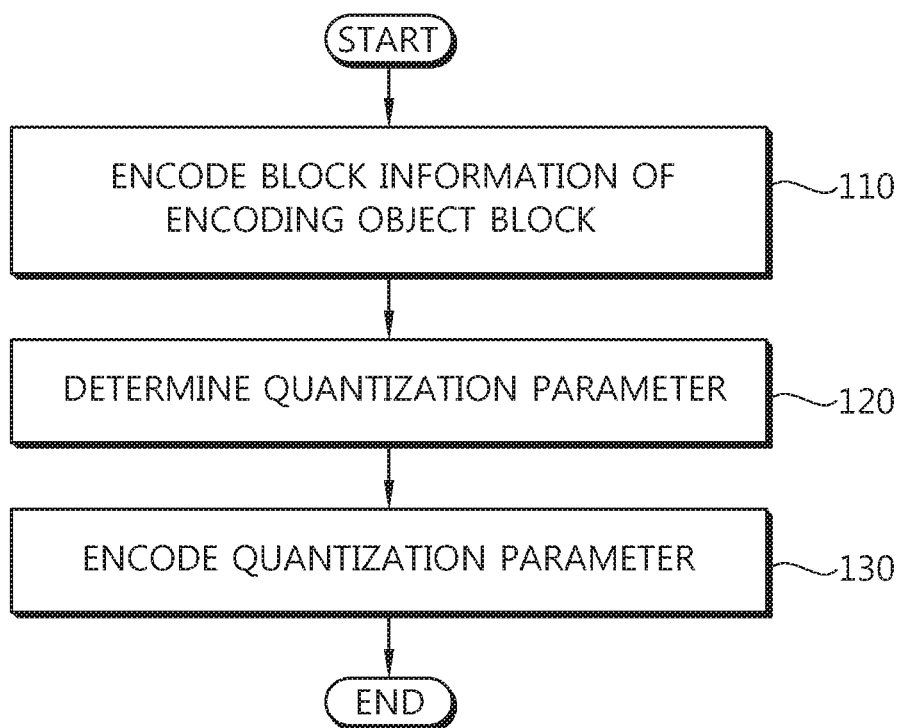 START
ENCODE BLOCK INFORMATION OF
ENCODING OBJECT BLOCK
110
DETERMINE QUANTIZATION PARAMETER
120
ENCODE QUANTIZATION PARAMETER
130
END